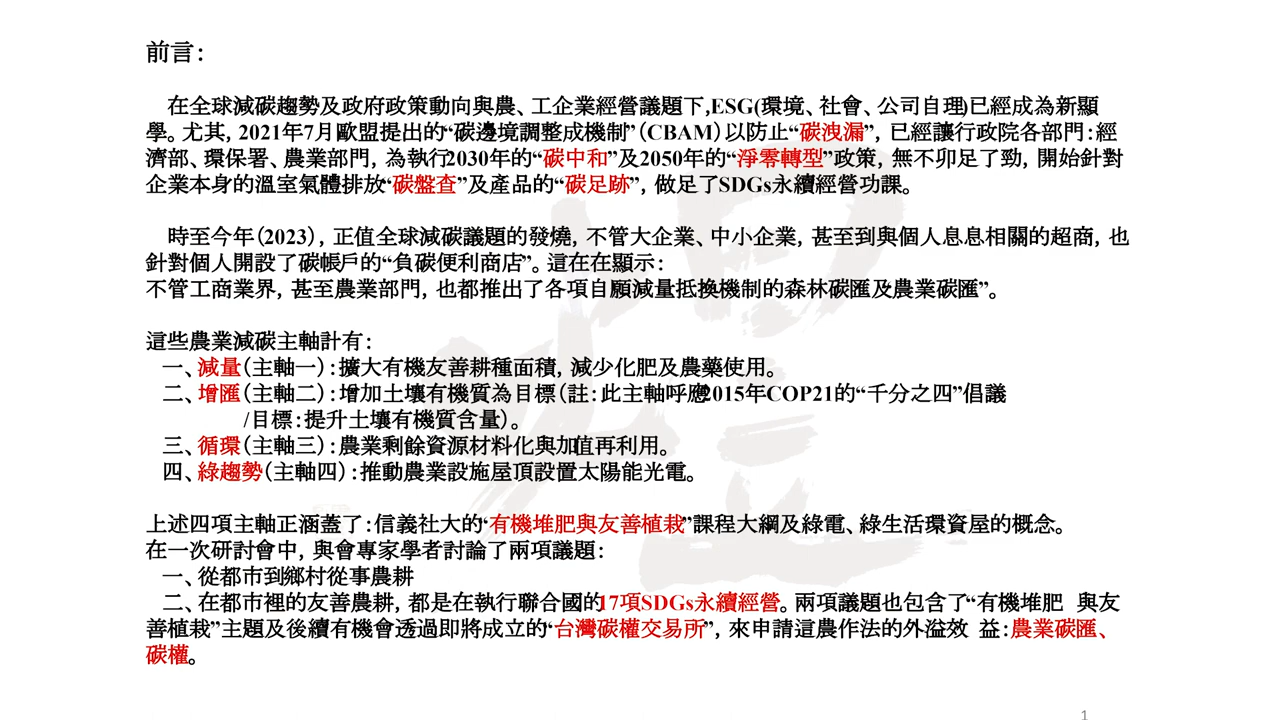 前言：
在全球減碳趨勢及政府政策動向與農、工企業經營議題下,ESG(環境、社會、公司自理)已經成為新顯
學。尤其，2021年7月歐盟提出的“碳邊境調整成機制”（CBAM）以防止“碳洩漏”，已經讓行政院各部門：經
濟部、環保署、農業部門，為執行2030年的“碳中和”及2050年的“淨零轉型”政策，無不卯足了勁，開始針對
企業本身的溫室氣體排放“碳盤查”及產品的“碳足跡”，做足了SDGs永續經營功課。
時至今年（2023），正值全球減碳議題的發燒，不管大企業、中小企業，甚至到與個人息息相關的超商，也
針對個人開設了碳帳戶的“負碳便利商店”。這在在顯示：
不管工商業界，甚至農業部門，也都推出了各項自願減量抵換機制的森林碳匯及農業碳匯”。
這些農業減碳主軸計有：
一、減量（主軸一）：擴大有機友善耕種面積，減少化肥及農藥使用。
二、增匯（主軸二）：增加土壤有機質為目標（註：此主軸呼應2015年COP21的“千分之四”倡議
/目標：提升土壤有機質含量）。
三、循環（主軸三）：農業剩餘資源材料化與加值再利用。
四、綠趨勢（主軸四）：推動農業設施屋頂設置太陽能光電。
上述四項主軸正涵蓋了：信義社大的“有機堆肥與友善植栽”課程大綱及綠電、綠生活環資屋的概念。
在一次研討會中，與會專家學者討論了兩項議題：
一、從都市到鄉村從事農耕
二、在都市裡的友善農耕，都是在執行聯合國的17項SDGs永續經營。兩項議題也包含了“有機堆肥 與友
善植栽”主題及後續有機會透過即將成立的“台灣碳權交易所”，來申請這農作法的外溢效 益：農業碳匯、
碳權。
1